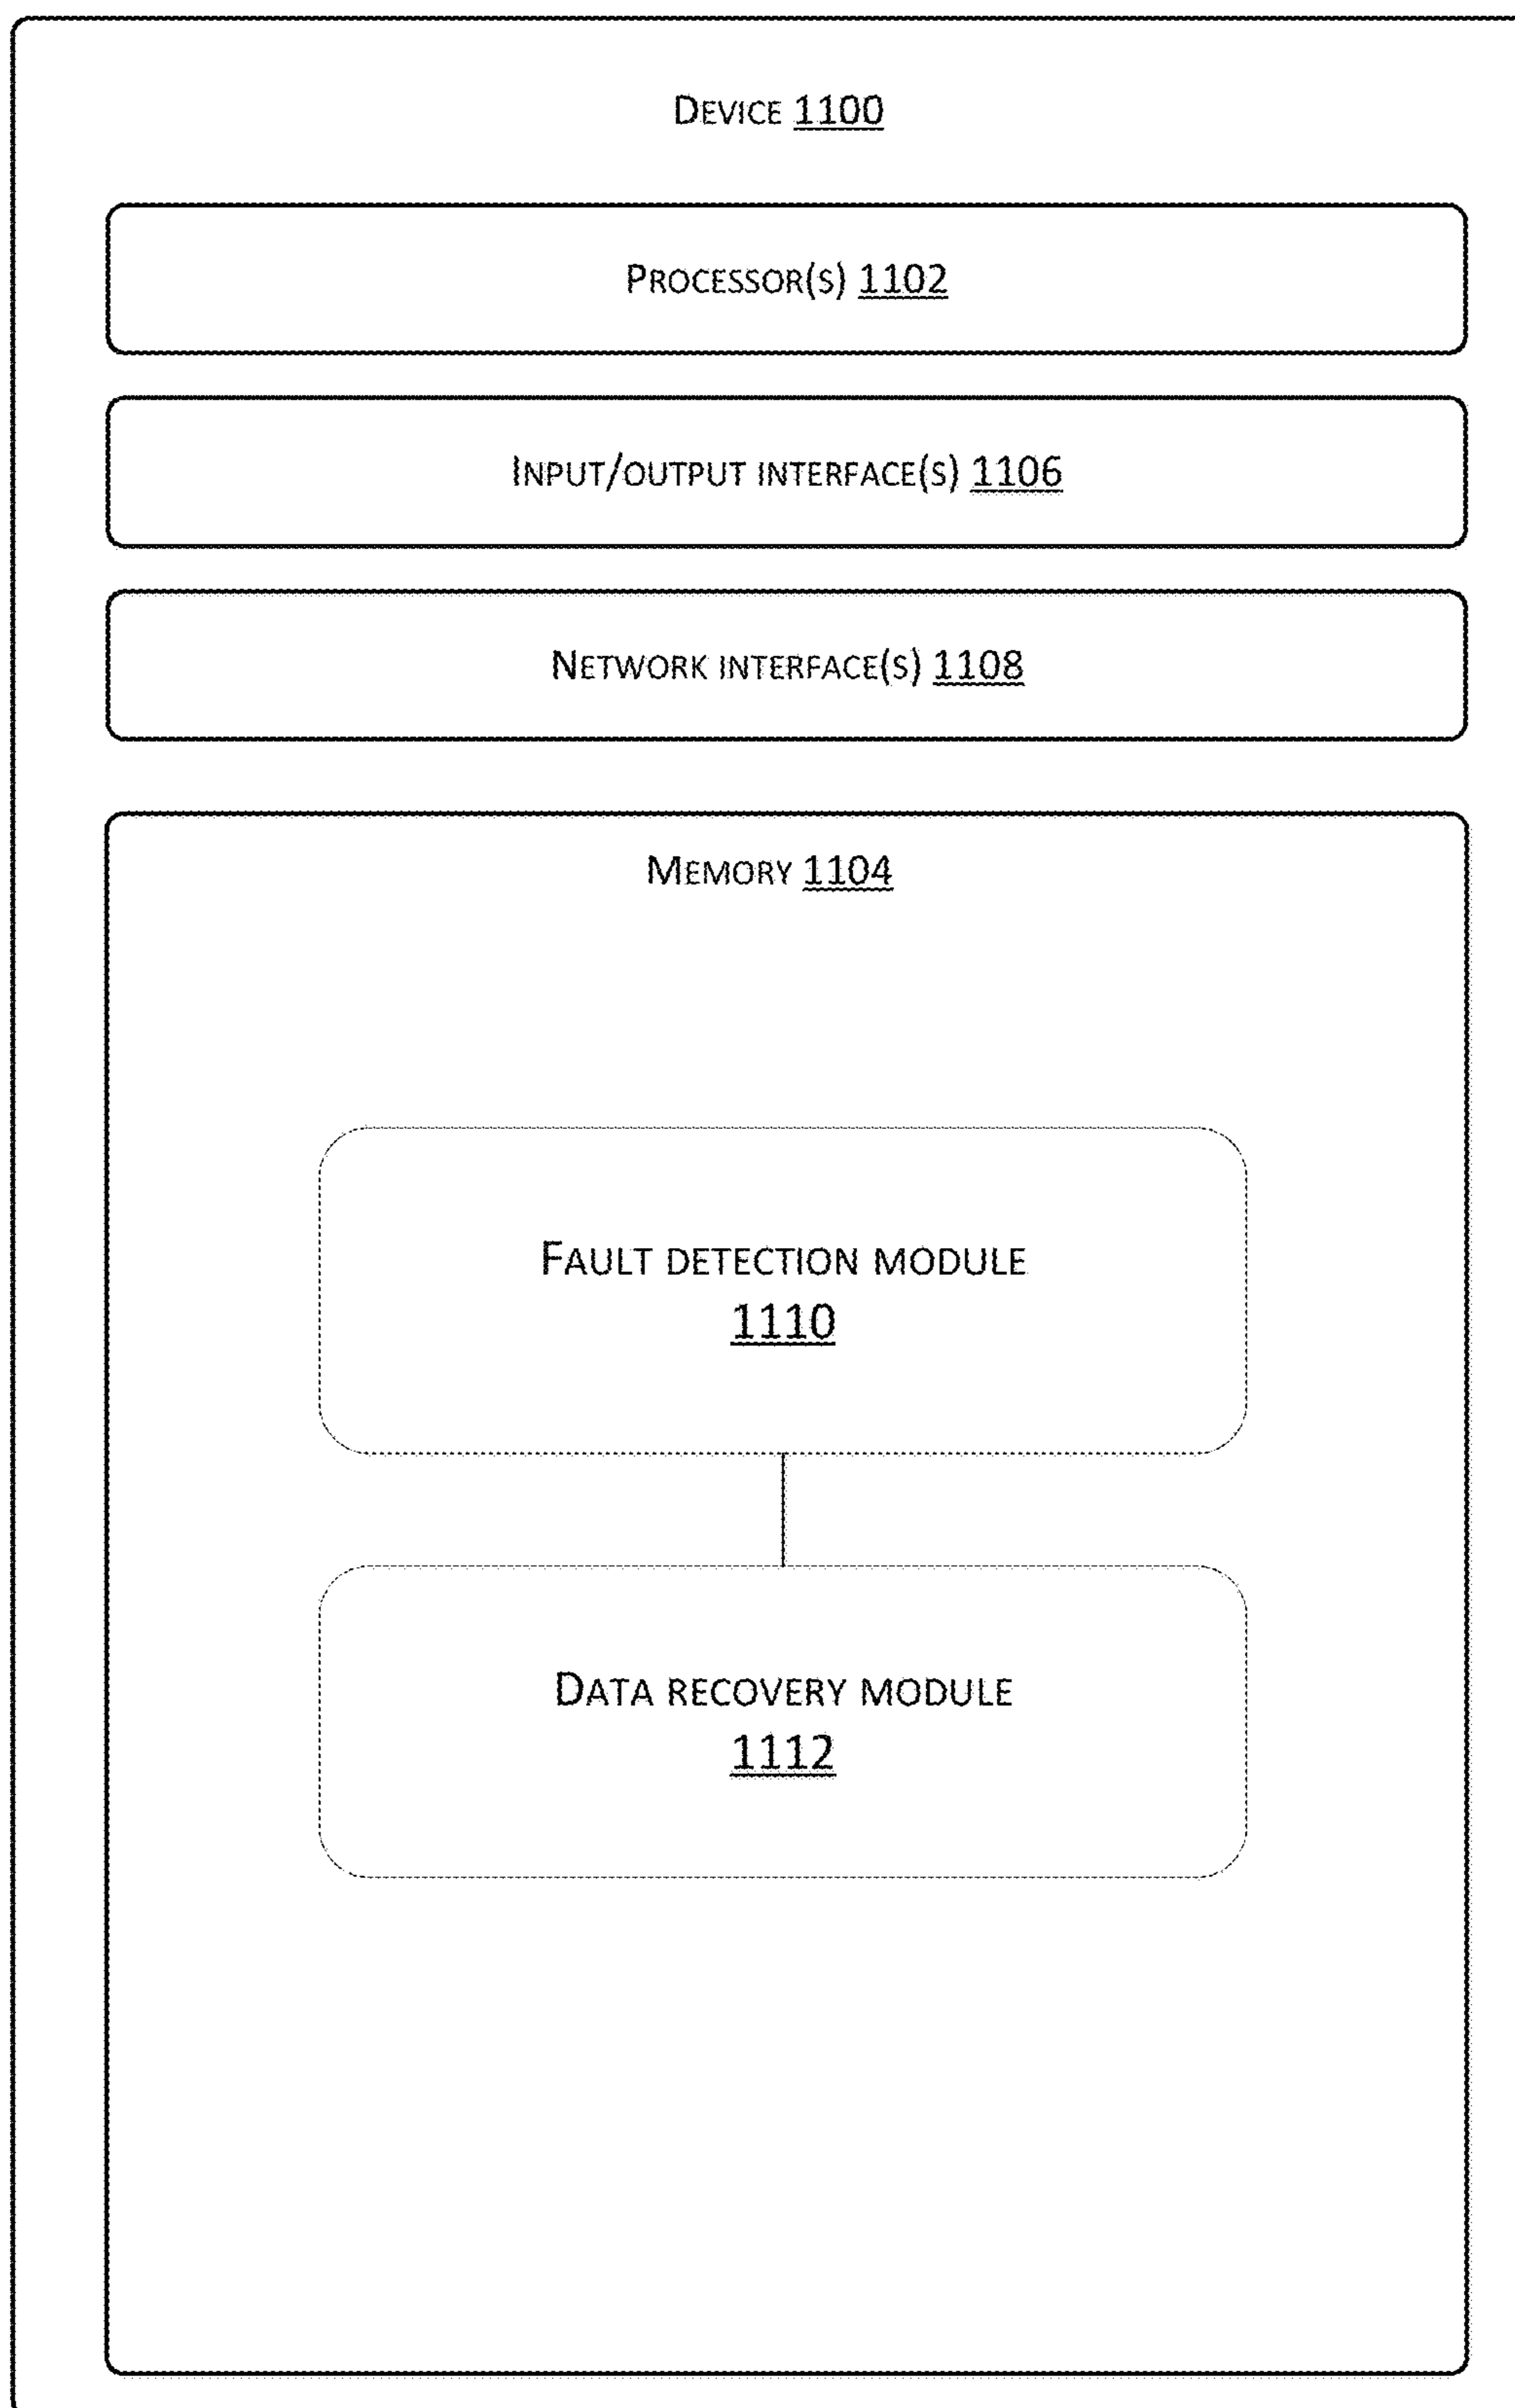 Device 1100
Processor(s) 1102
Input/output interface(s) 1106
Network interface(s) 1108
Memory 1104
Fault detection module
1110
Data recovery module
1112